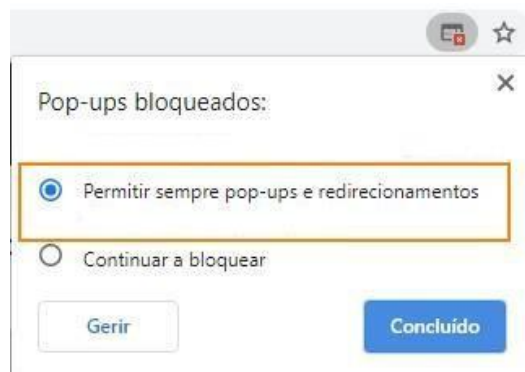 Pop-ups bloqueados:
Permitir sempre pop-ups e redirecionamentos
Continuar a bloquear
Gerir
Concluído